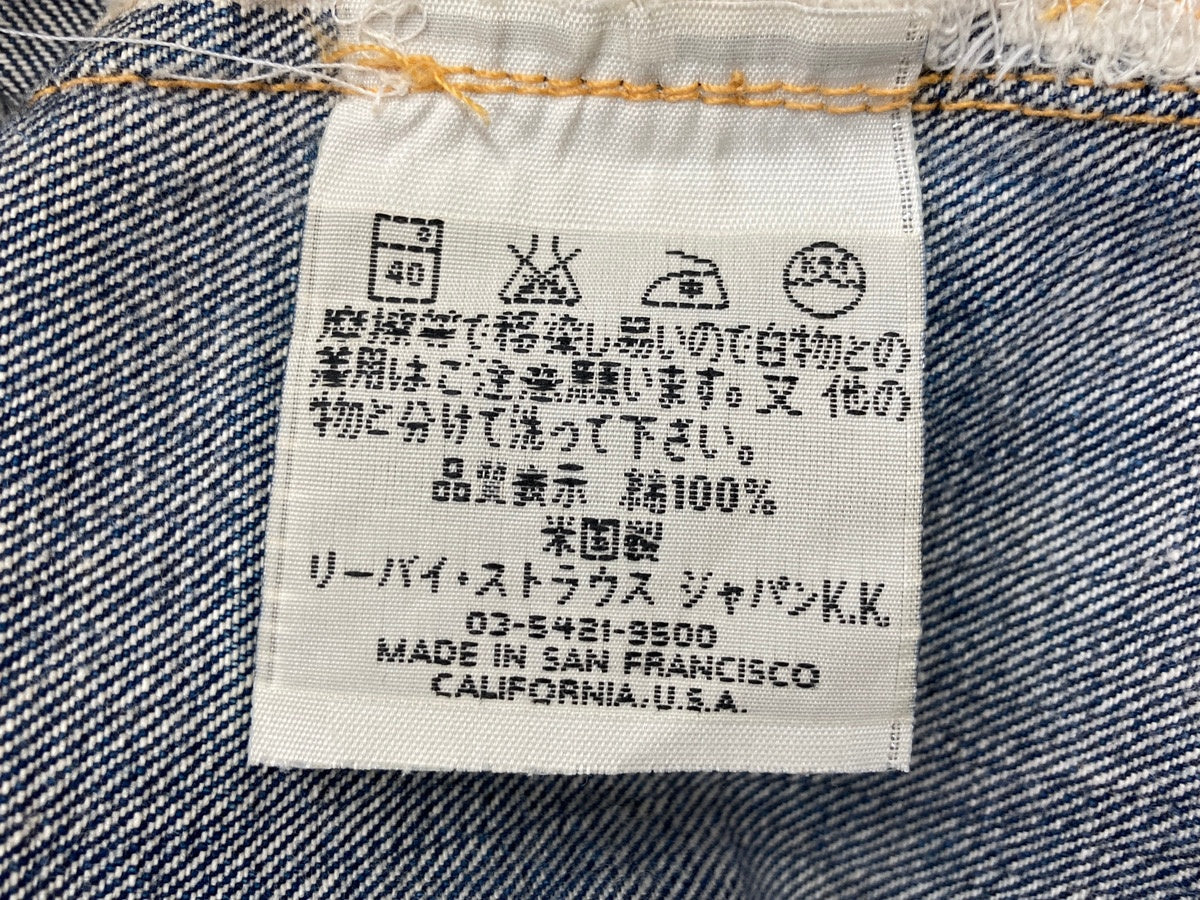 40
摩擦等で移染し易いので白物との
着用はご注意願います。又 他の
物と分けて洗って下さい。
品質表示 綿100%
米国製
リーバイ・ストラウス ジャパンK.K.
03-5421-9500
MADE IN SAN FRANCISCO
CALIFORNIA.U.S.A.